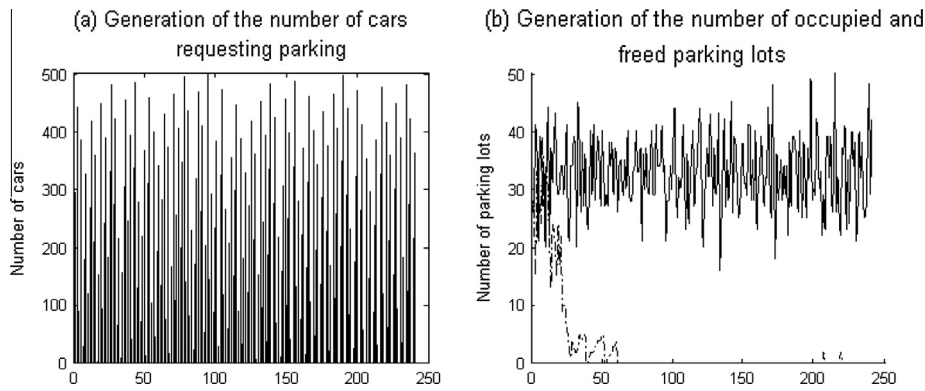 (a) Generation of the number of cars
requesting parking
500
400
300
200
100
0
Number of cars
0 50 100 150 200 250
(b) Generation of the number of occupied and
freed parking lots
50
40
30
20
10
0
Number of parking lots
0 50 100 150 200 250